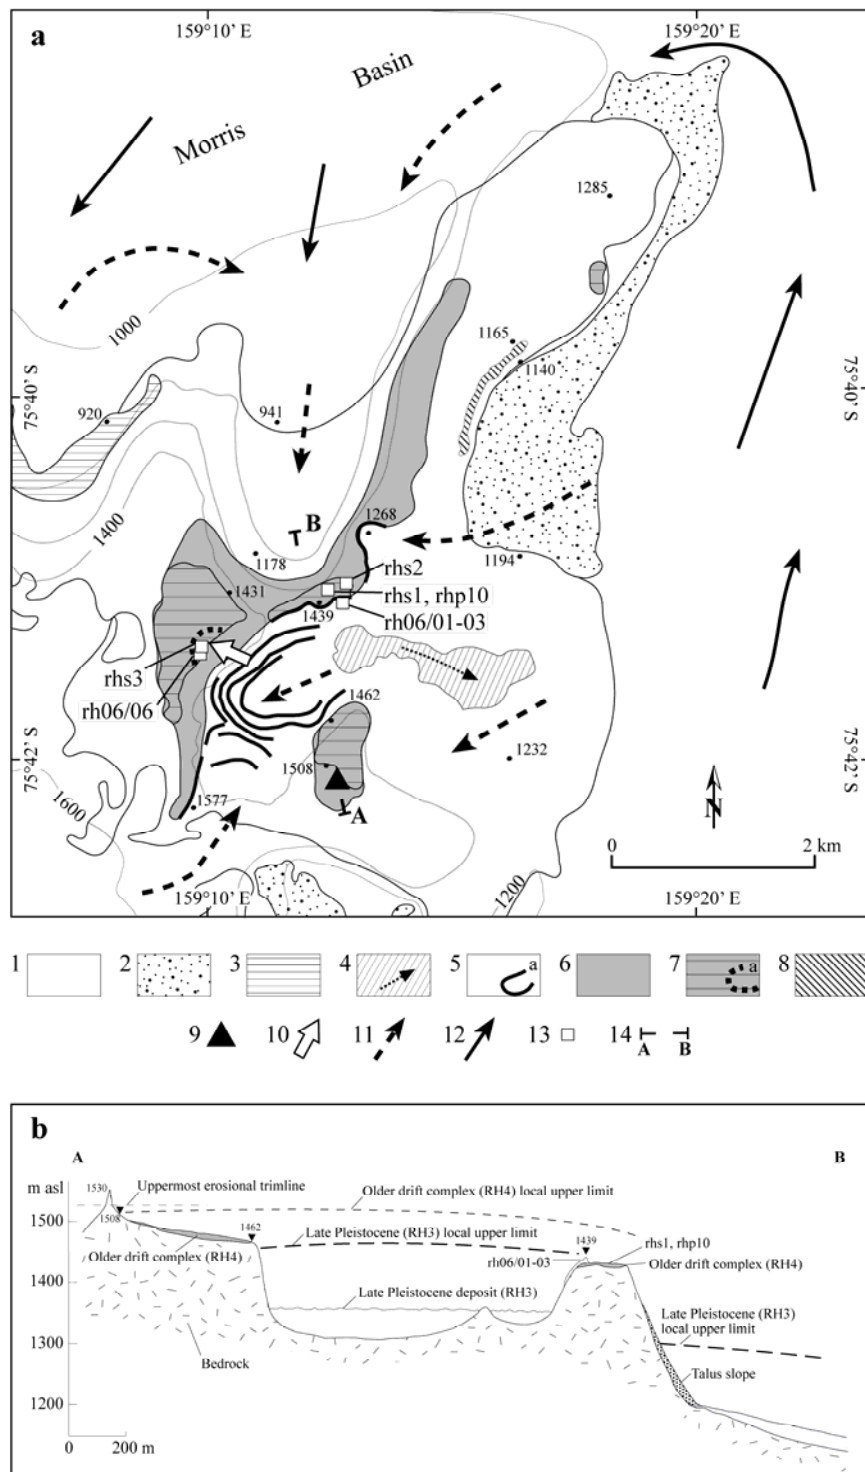 a
159°10' E
159°20' E
Basin
Morris
1285
1000
1165
1140
75°40' S
75°40' S
920
941
1400
1268
B
1178
1194
rhs2
1431
rhs1, rhp10
1439
rh06/01-03
rhs3
rh06/06
1462
75°42' S
75°42' S
1232
1508
1577
A
N
1600
0
2 km
1200
159°10' E
159°20' E
1
2
3
4
5
a
6
7
a
8
9
10
11
12
13
14
A
B
b
A
B
m asl
1530
Uppermost erosional trimline
Older drift complex (RH4) local upper limit
1500
1508
1462
1439
Late Pleistocene (RH3) local upper limit
rhs1, rhp10
Older drift complex (RH4)
rh06/01-03
Older drift complex (RH4)
1400
Late Pleistocene deposit (RH3)
Late Pleistocene (RH3)
local upper limit
1300
Bedrock
Talus slope
1200
0
200 m